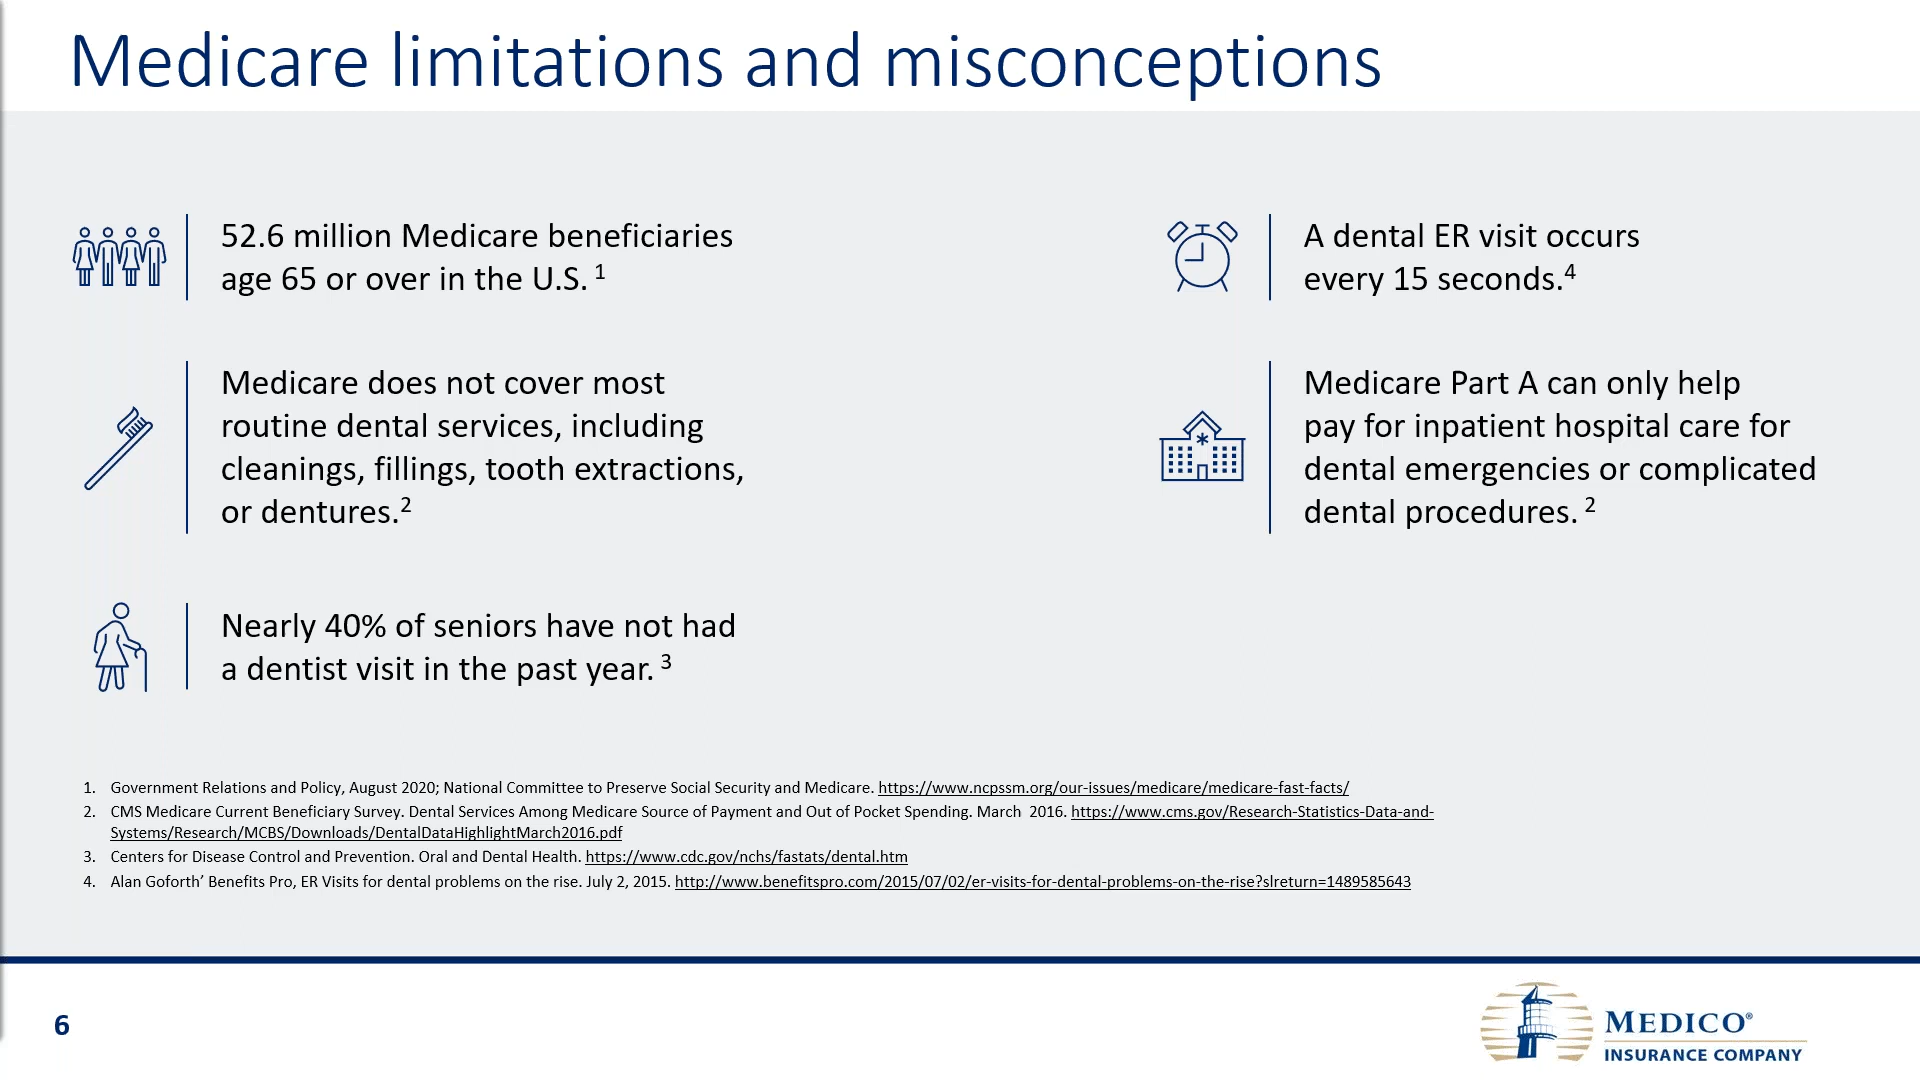 Medicare limitations and misconceptions
52.6 million Medicare beneficiaries
age 65 or over in the U.S. 1
Medicare does not cover most
routine dental services, including
cleanings, fillings, tooth extractions,
or dentures.2
Nearly 40% of seniors have not had
a dentist visit in the past year. 3
A dental ER visit occurs
every 15 seconds.4
Medicare Part A can only help
pay for inpatient hospital care for
dental emergencies or complicated
dental procedures. 2
1. Government Relations and Policy, August 2020; National Committee to Preserve Social Security and Medicare. https://www.ncpssm.org/our-issues/medicare/medicare-fast-facts/
2. CMS Medicare Current Beneficiary Survey. Dental Services Among Medicare Source of Payment and Out of Pocket Spending. March 2016. https://www.cms.gov/Research-Statistics-Data-and-
Systems/Research/MCBS/Downloads/DentalDataHighlightMarch2016.pdf
3. Centers for Disease Control and Prevention. Oral and Dental Health. https://www.cdc.gov/nchs/fastats/dental.htm
4. Alan Goforth’ Benefits Pro, ER Visits for dental problems on the rise. July 2, 2015. http://www.benefitspro.com/2015/07/02/er-visits-for-dental-problems-on-the-rise?slreturn=1489585643
6
MEDICO®
INSURANCE COMPANY